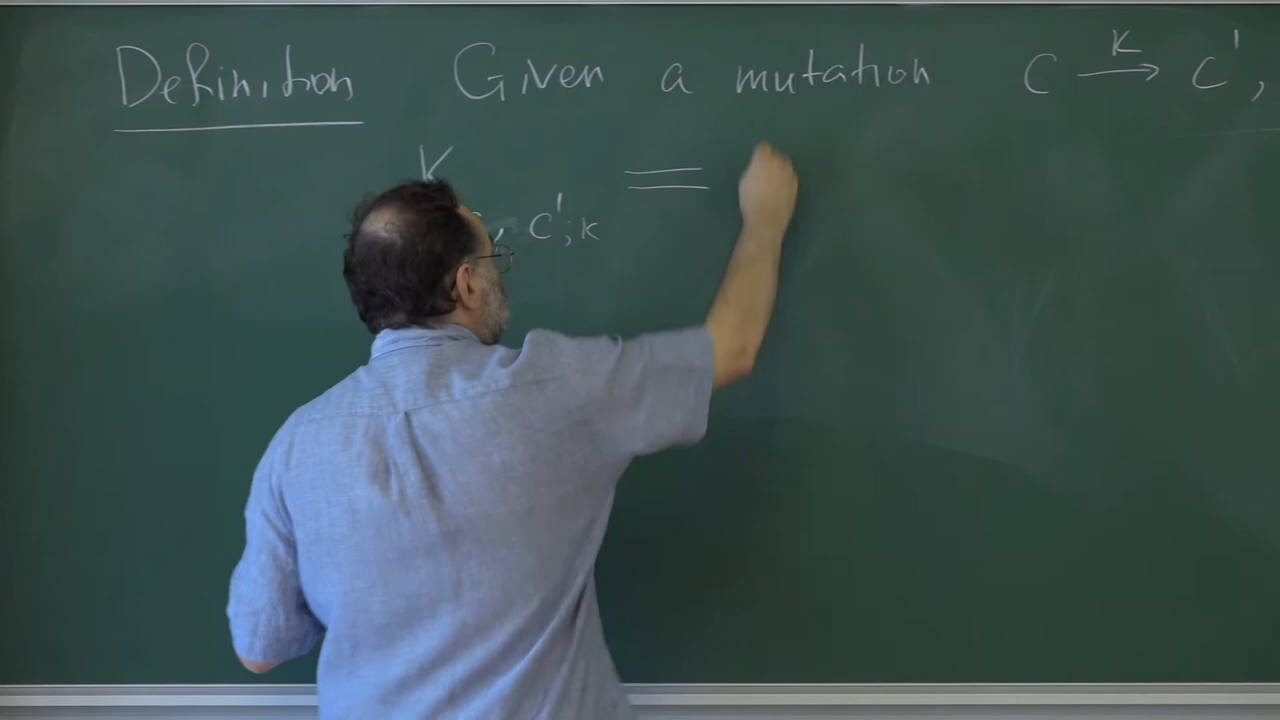 Definition Given a mutation C →K C',
K =
, C'; K